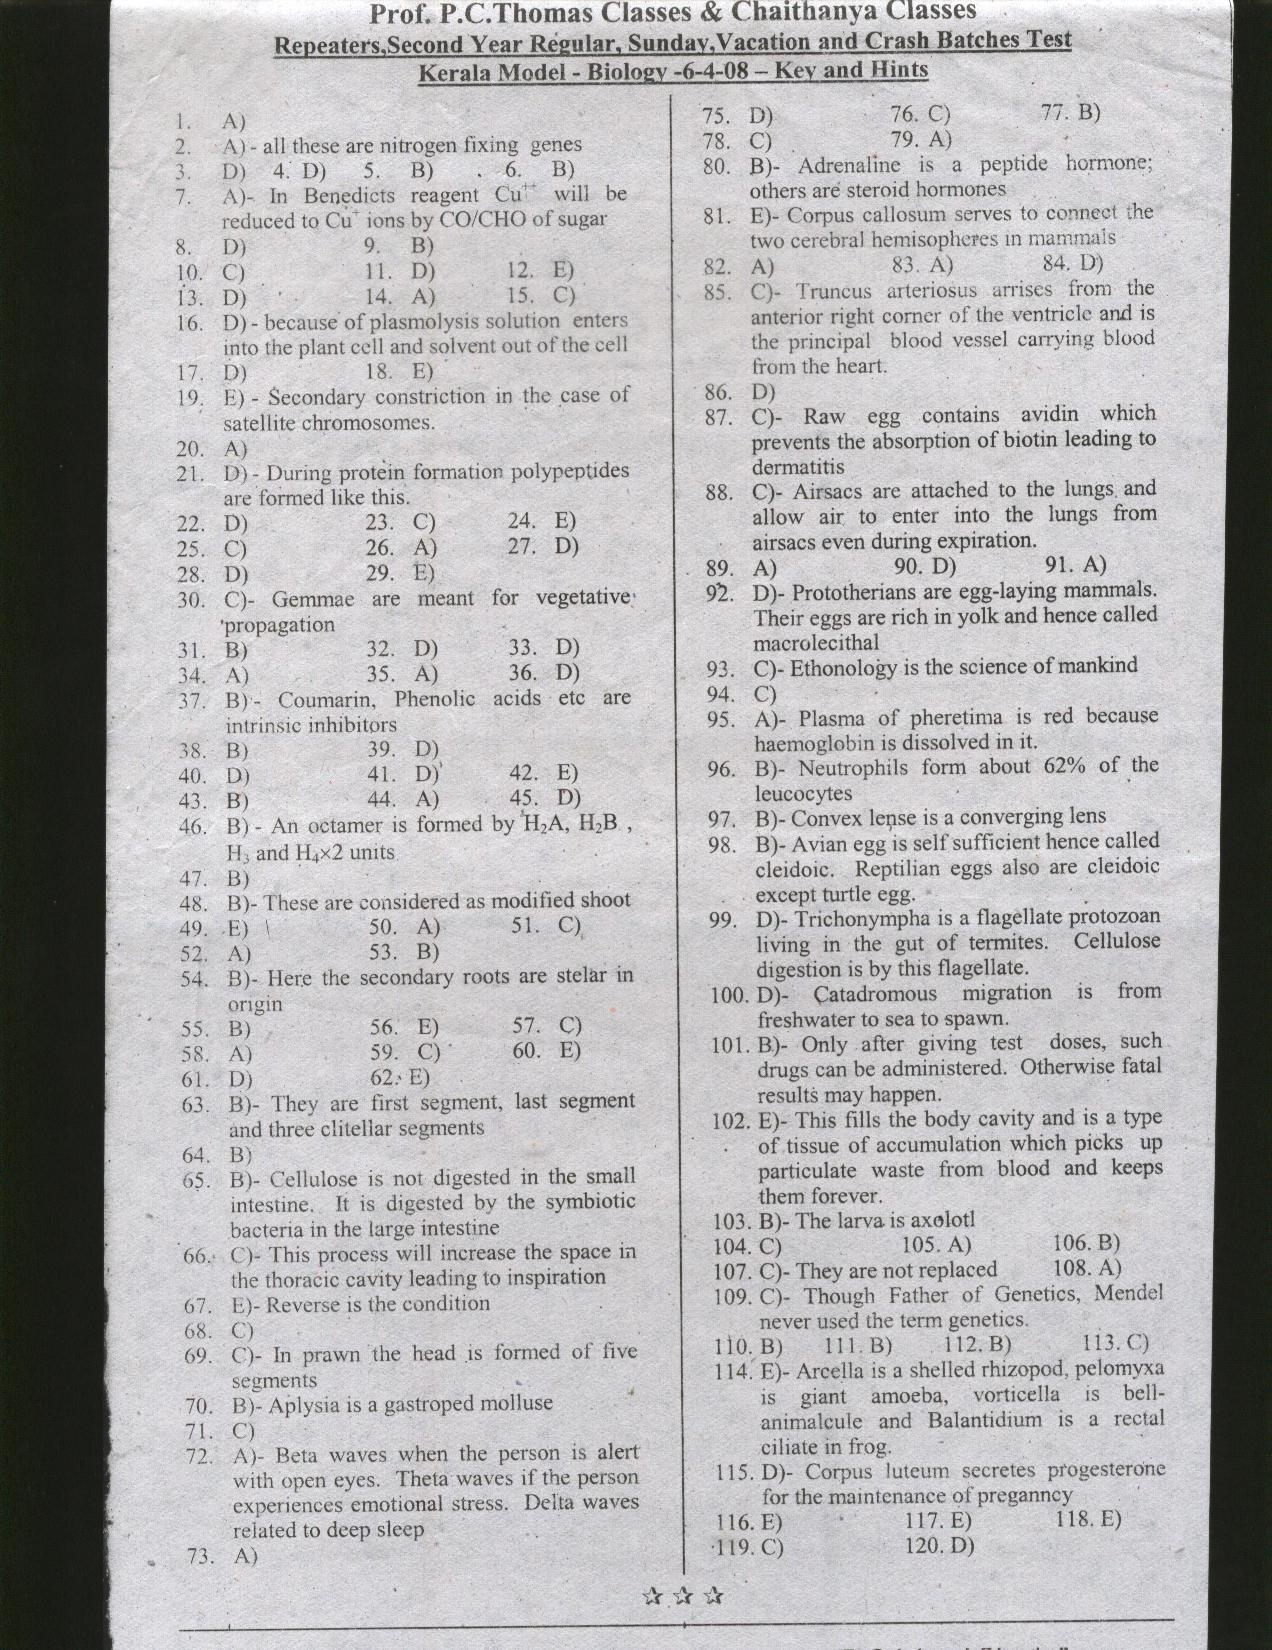 Prof. P.C.Thomas Classes & Chaithanya Classes
Repeaters,Second Year Regular, Sunday,Vacation and Crash Batches Test
Kerala Model - Biology -6-4-08 – Key and Hints
1. A)
2. A) - all these are nitrogen fixing genes
3. D) 4. D) 5. B) 6. B)
7. A)- In Benedicts reagent Cu++ will be
reduced to Cu+ ions by CO/CHO of sugar
8. D) 9. B)
10. C) 11. D) 12. E)
13. D) 14. A) 15. C)
16. D) - because of plasmolysis solution enters
into the plant cell and solvent out of the cell
17. D) 18. E)
19. E) - Secondary constriction in the case of
satellite chromosomes.
20. A)
21. D) - During protein formation polypeptides
are formed like this.
22. D) 23. C) 24. E)
25. C) 26. A) 27. D)
28. D) 29. E)
30. C)- Gemmae are meant for vegetative
propagation
31. B) 32. D) 33. D)
34. A) 35. A) 36. D)
37. B) - Coumarin, Phenolic acids etc are
intrinsic inhibitors
38. B) 39. D)
40. D) 41. D) 42. E)
43. B) 44. A) 45. D)
46. B) - An octamer is formed by H2A, H2B ,
H3 and H4×2 units
47. B)
48. B)- These are considered as modified shoot
49. E) 50. A) 51. C)
52. A) 53. B)
54. B)- Here the secondary roots are stelar in
origin
55. B) 56. E) 57. C)
58. A) 59. C) 60. E)
61. D) 62. E)
63. B)- They are first segment, last segment
and three clitellar segments
64. B)
65. B)- Cellulose is not digested in the small
intestine. It is digested by the symbiotic
bacteria in the large intestine
66. C)- This process will increase the space in
the thoracic cavity leading to inspiration
67. E)- Reverse is the condition
68. C)
69. C)- In prawn the head is formed of five
segments
70. B)- Aplysia is a gastroped molluse
71. C)
72. A)- Beta waves when the person is alert
with open eyes. Theta waves if the person
experiences emotional stress. Delta waves
related to deep sleep
73. A)
75. D) 76. C) 77. B)
78. C) 79. A)
80. B)- Adrenaline is a peptide hormone;
others are steroid hormones
81. E)- Corpus callosum serves to connect the
two cerebral hemisopheres in mammals
82. A) 83. A) 84. D)
85. C)- Truncus arteriosus arrises from the
anterior right corner of the ventricle and is
the principal blood vessel carrying blood
from the heart.
86. D)
87. C)- Raw egg contains avidin which
prevents the absorption of biotin leading to
dermatitis
88. C)- Airsacs are attached to the lungs and
allow air to enter into the lungs from
airsacs even during expiration.
89. A) 90. D) 91. A)
92. D)- Prototherians are egg-laying mammals.
Their eggs are rich in yolk and hence called
macrolecithal
93. C)- Ethonology is the science of mankind
94. C)
95. A)- Plasma of pheretima is red because
haemoglobin is dissolved in it.
96. B)- Neutrophils form about 62% of the
leucocytes
97. B)- Convex lense is a converging lens
98. B)- Avian egg is self sufficient hence called
cleidoic. Reptilian eggs also are cleidoic
except turtle egg.
99. D)- Trichonympha is a flagellate protozoan
living in the gut of termites. Cellulose
digestion is by this flagellate.
100. D)- Catadromous migration is from
freshwater to sea to spawn.
101. B)- Only after giving test doses, such
drugs can be administered. Otherwise fatal
results may happen.
102. E)- This fills the body cavity and is a type
of tissue of accumulation which picks up
particulate waste from blood and keeps
them forever.
103. B)- The larva is axolotl
104. C) 105. A) 106. B)
107. C)- They are not replaced 108. A)
109. C)- Though Father of Genetics, Mendel
never used the term genetics.
110. B) 111. B) 112. B) 113. C)
114. E)- Arcella is a shelled rhizopod, pelomyxa
is giant amoeba, vorticella is bell-
animalcule and Balantidium is a rectal
ciliate in frog.
115. D)- Corpus luteum secretes progesterone
for the maintenance of preganncy
116. E) 117. E) 118. E)
119. C) 120. D)